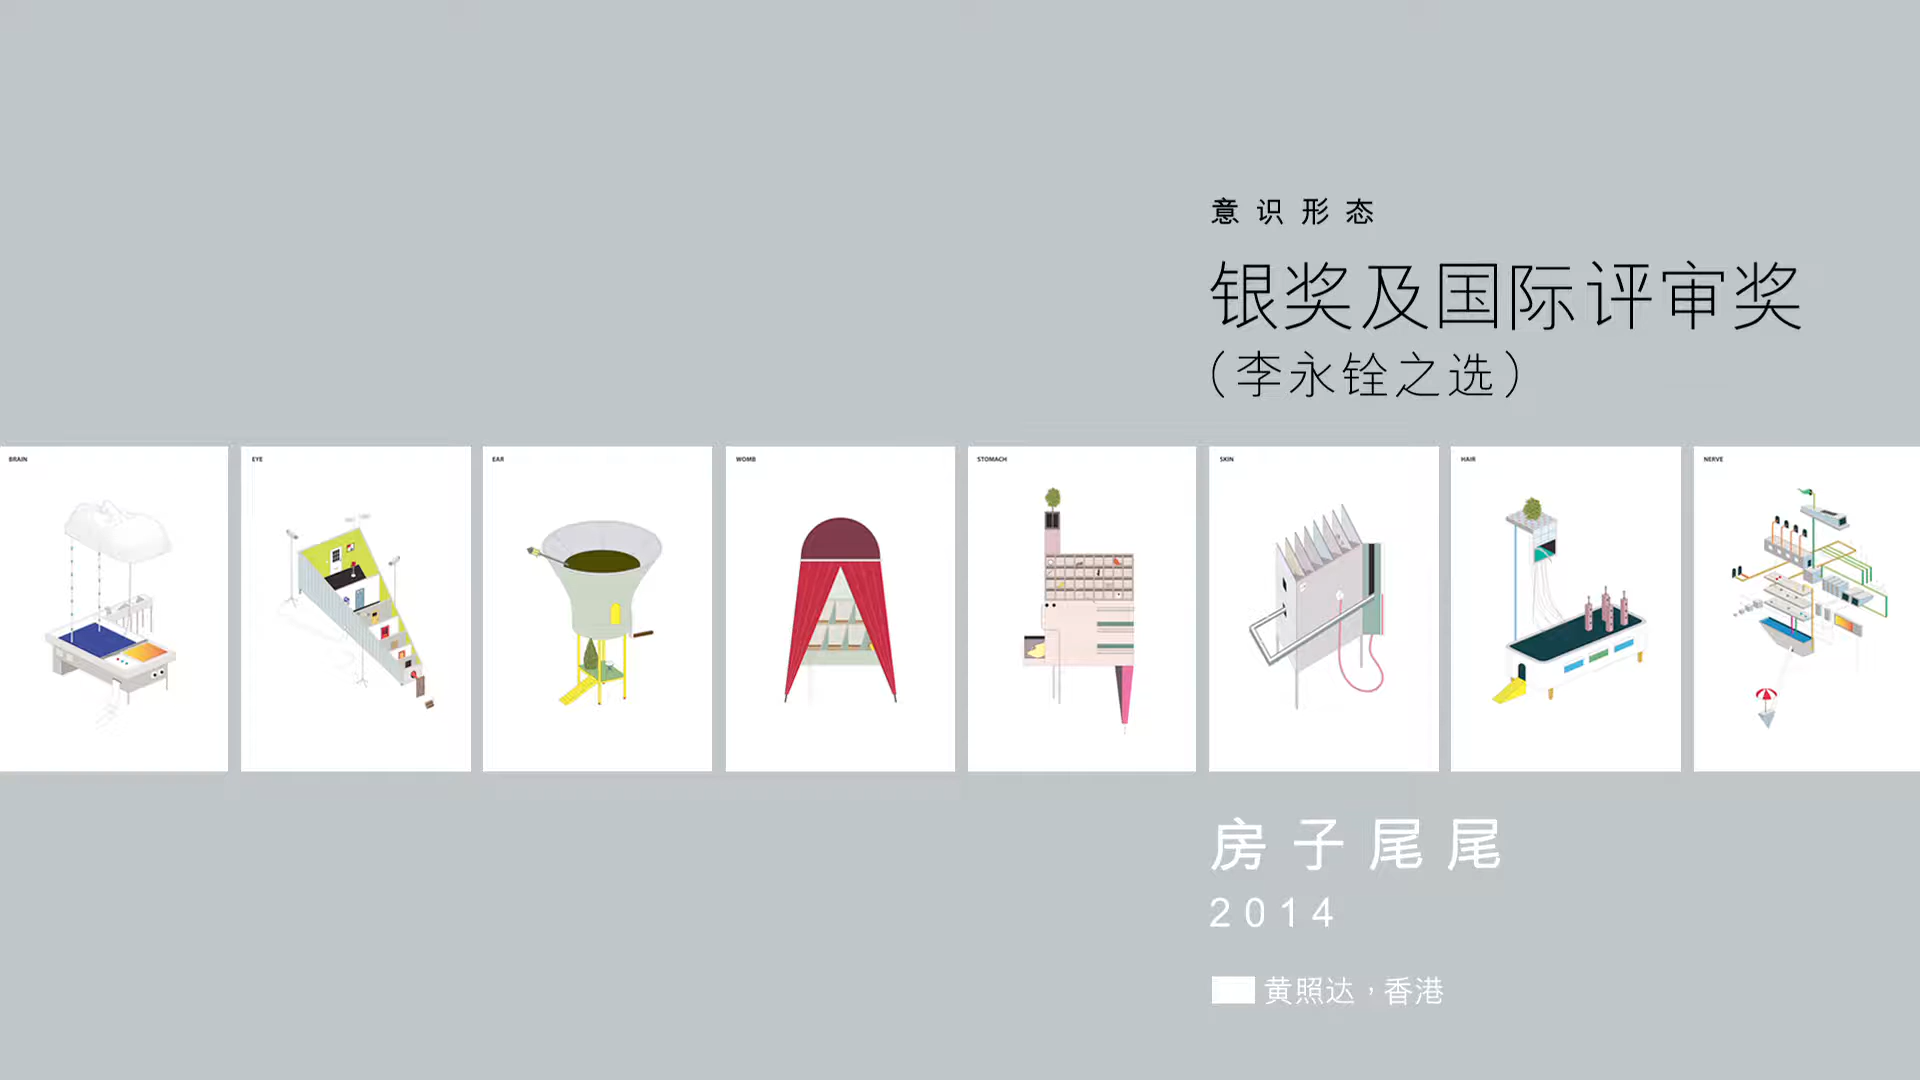 意识形态
银奖及国际评审奖
（李永铨之选）
BRAIN
EYE
EAR
WOMB
STOMACH
SKIN
HAIR
NERVE
房子尾尾
2014
黄照达，香港